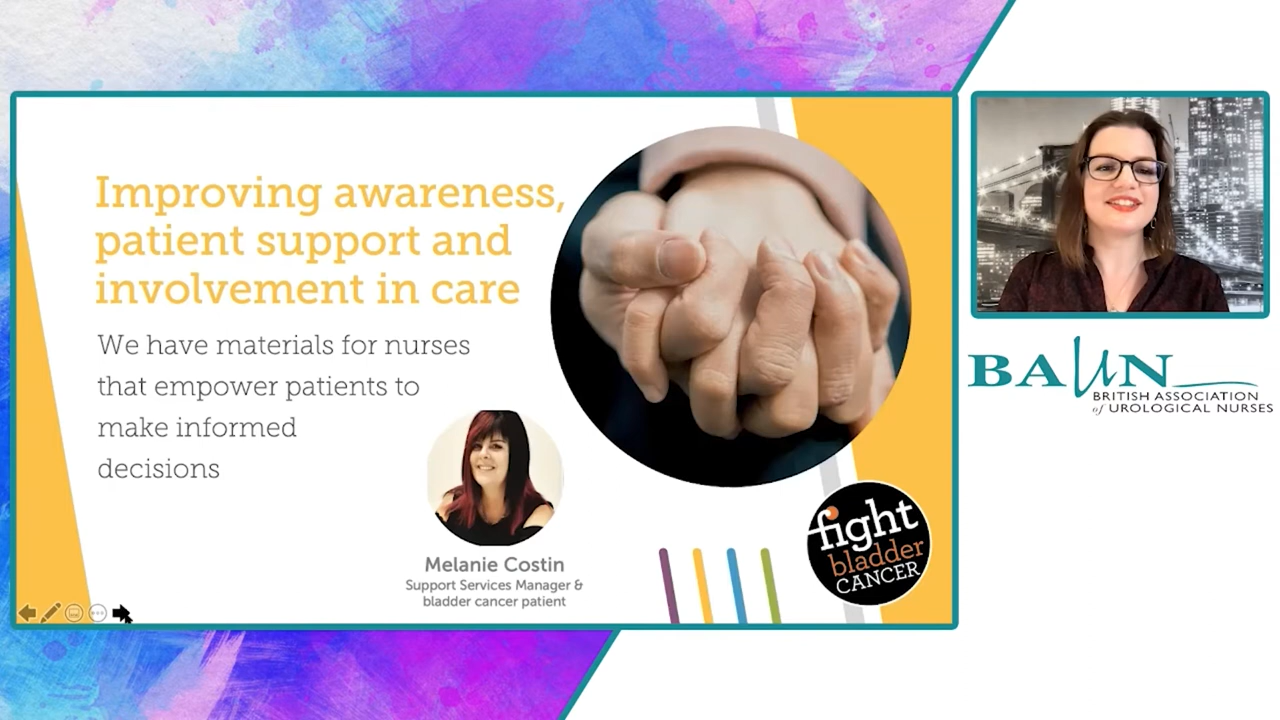 Improving awareness,
patient support and
involvement in care
We have materials for nurses
that empower patients to
make informed
decisions
Melanie Costin
Support Services Manager &
bladder cancer patient
fight
bladder
CANCER
BAUN
BRITISH ASSOCIATION
of UROLOGICAL NURSES